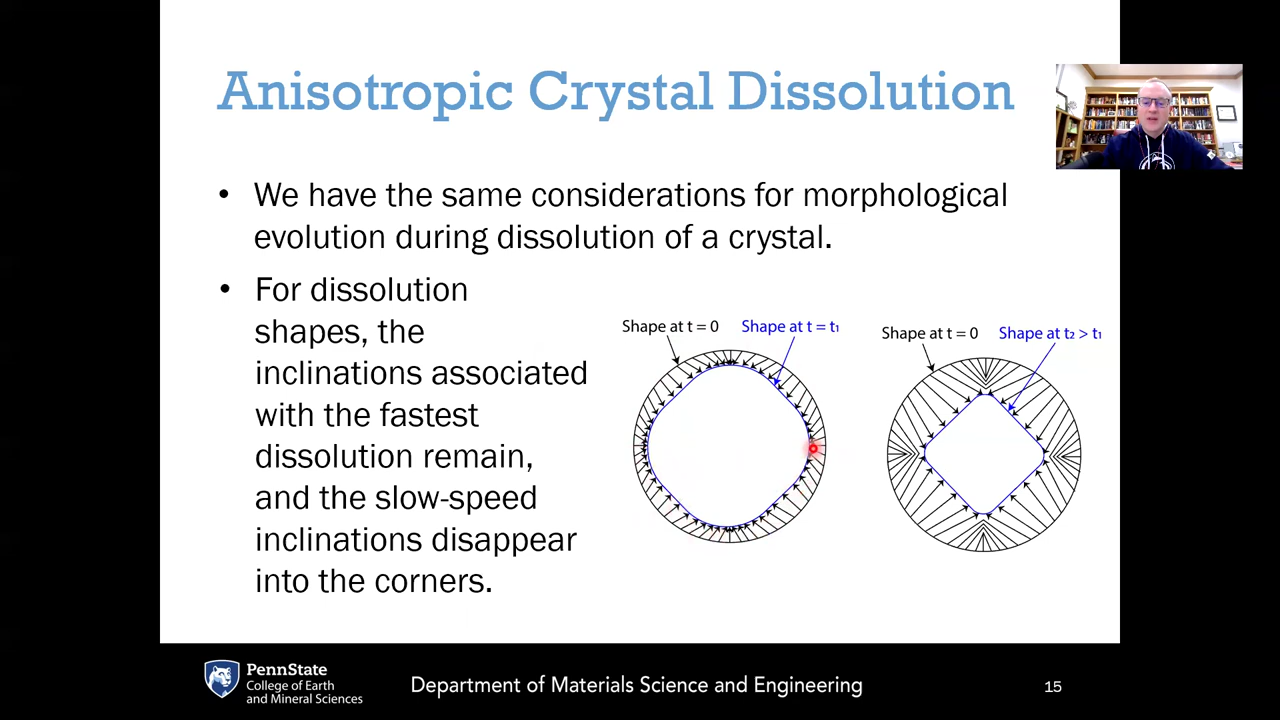 Anisotropic Crystal Dissolution
• We have the same considerations for morphological
evolution during dissolution of a crystal.
• For dissolution
shapes, the
inclinations associated
with the fastest
dissolution remain,
and the slow-speed
inclinations disappear
into the corners.
Shape at t = 0
Shape at t = t₁
Shape at t = 0
Shape at t₂ > t₁
PennState
College of Earth
and Mineral Sciences
Department of Materials Science and Engineering
15